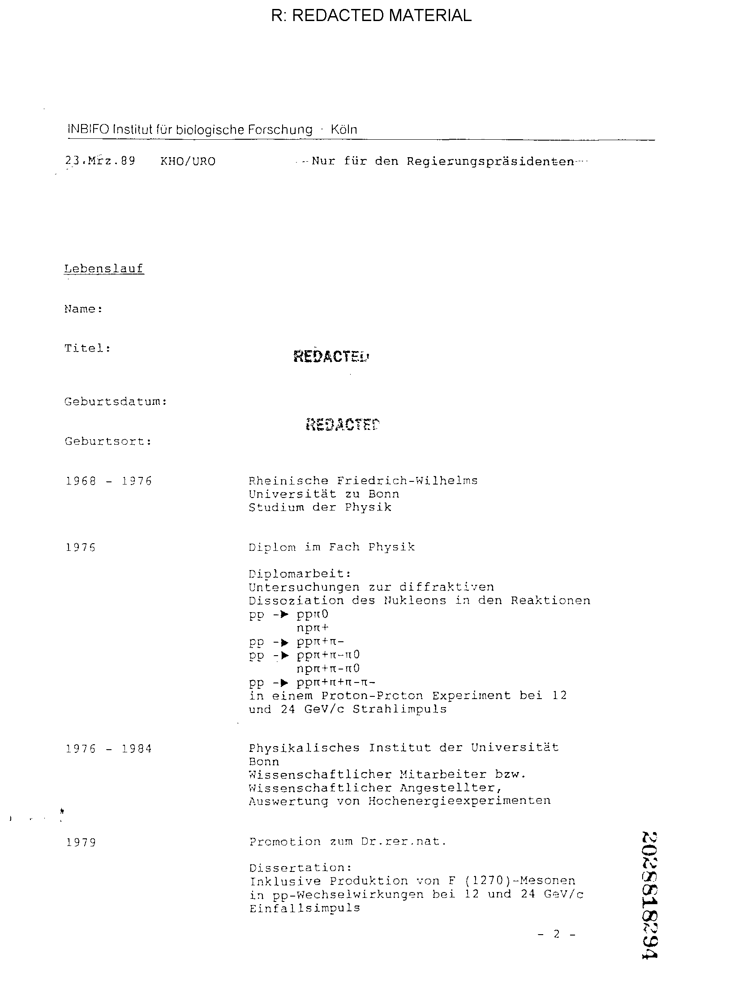 R: REDACTED MATERIAL
INBIFO Institut für biologische Forschung · Köln
23.Mrz.89 KHO/URO --Nur für den Regierungspräsidenten--
Lebenslauf
Name:
Titel:
REDACTED
Geburtsdatum:
REDACTED
Geburtsort:
1968 - 1976 Rheinische Friedrich-Wilhelms
Universität zu Bonn
Studium der Physik
1976 Diplom im Fach Physik
Diplomarbeit:
Untersuchungen zur diffraktiven
Dissoziation des Nukleons in den Reaktionen
pp -► ppπ0
npπ+
pp -► ppπ+π-
pp -► ppπ+π-π0
npπ+π-π0
pp -► ppπ+π+π-π-
in einem Proton-Proton Experiment bei 12
und 24 GeV/c Strahlimpuls
1976 - 1984 Physikalisches Institut der Universität
Bonn
Wissenschaftlicher Mitarbeiter bzw.
Wissenschaftlicher Angestellter,
Auswertung von Hochenergieexperimenten
1979 Promotion zum Dr.rer.nat.
Dissertation:
Inklusive Produktion von F (1270)-Mesonen
in pp-Wechselwirkungen bei 12 und 24 GeV/c
Einfallsimpuls
- 2 -
2028818294